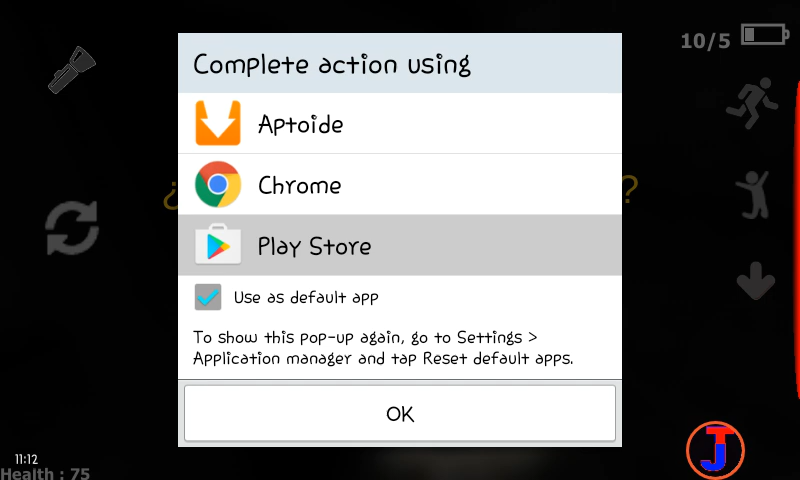 10/5
Complete action using
Aptoide
Chrome
¿ ?
Play Store
Use as default app
To show this pop-up again, go to Settings >
Application manager and tap Reset default apps.
OK
JT
11:12
Health : 75